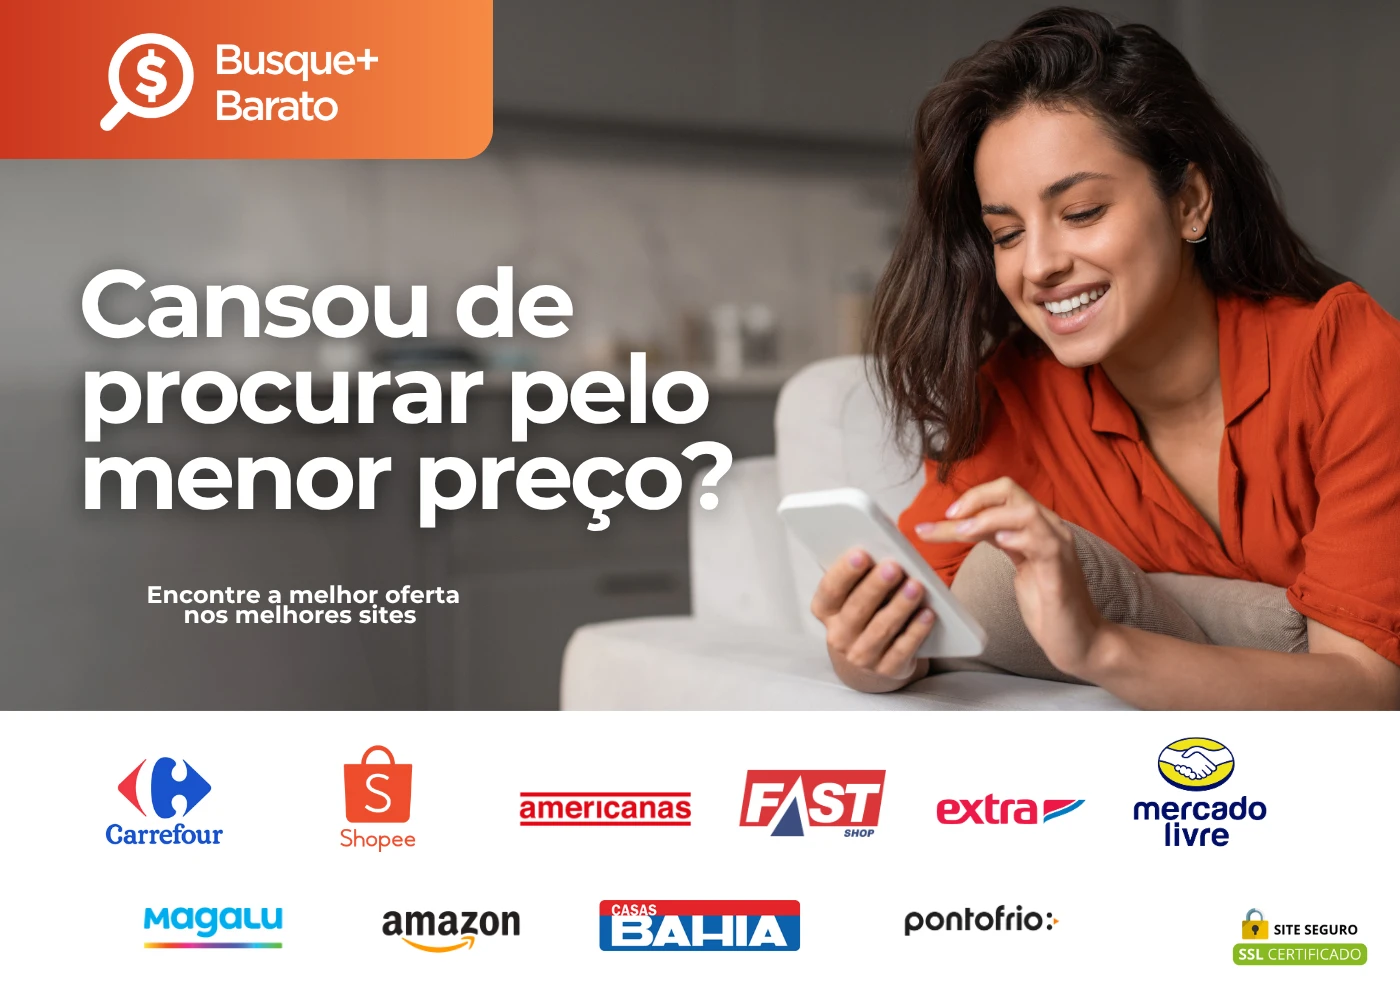 Busque+
Barato
Cansou de
procurar pelo
menor preço?
Encontre a melhor oferta
nos melhores sites
Carrefour
S
Shopee
americanas
FAST
SHOP
extra
mercado
livre
Magalu
amazon
CASAS
BAHIA
pontofrio:
SITE SEGURO
SSL CERTIFICADO